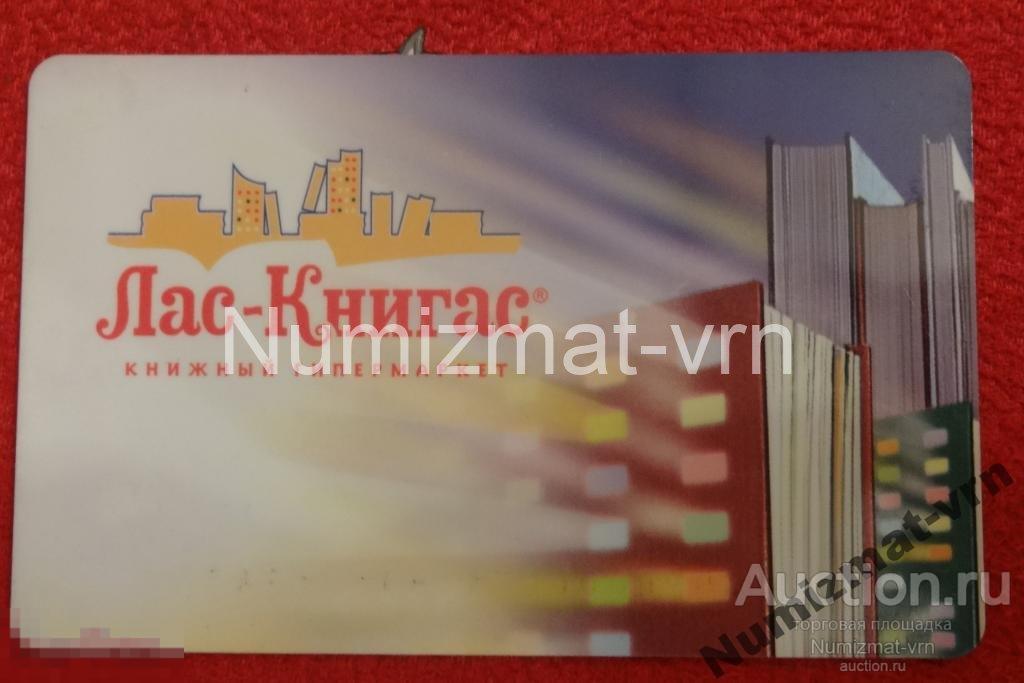 Лас-Книгас®
КНИЖНЫЙ ГИПЕРМАРКЕТ
Numizmat-vrn
Numizmat-vrn
Auction.ru
торговая площадка
Numizmat-vrn
auction.ru